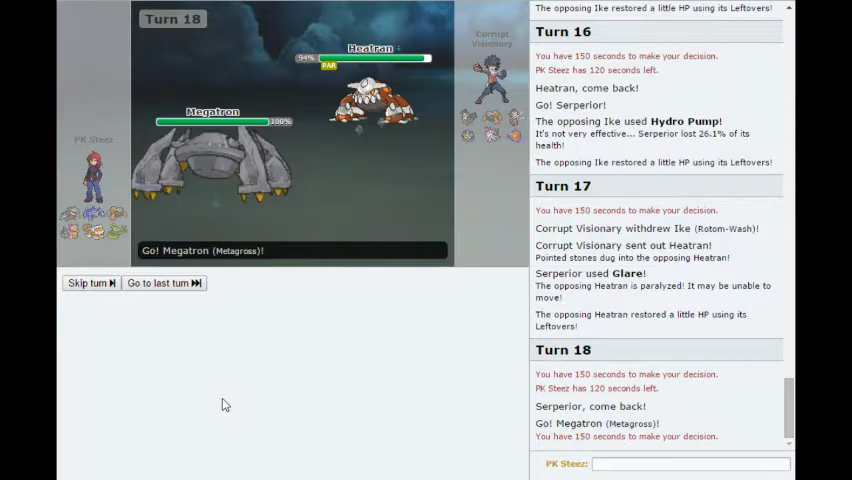 Turn 18
Heatran
94%
PAR
Corrupt
Visionary
Megatron
100%
PK Steez
Go! Megatron (Metagross)!
Skip turn
Go to last turn
The opposing Ike restored a little HP using its Leftovers!
Turn 16
You have 150 seconds to make your decision.
PK Steez has 120 seconds left.
Heatran, come back!
Go! Serperior!
The opposing Ike used Hydro Pump!
It's not very effective... Serperior lost 26.1% of its
health!
The opposing Ike restored a little HP using its Leftovers!
Turn 17
You have 150 seconds to make your decision.
Corrupt Visionary withdrew Ike (Rotom-Wash)!
Corrupt Visionary sent out Heatran!
Pointed stones dug into the opposing Heatran!
Serperior used Glare!
The opposing Heatran is paralyzed! It may be unable to
move!
The opposing Heatran restored a little HP using its
Leftovers!
Turn 18
You have 150 seconds to make your decision.
PK Steez has 120 seconds left.
Serperior, come back!
Go! Megatron (Metagross)!
You have 150 seconds to make your decision.
PK Steez: